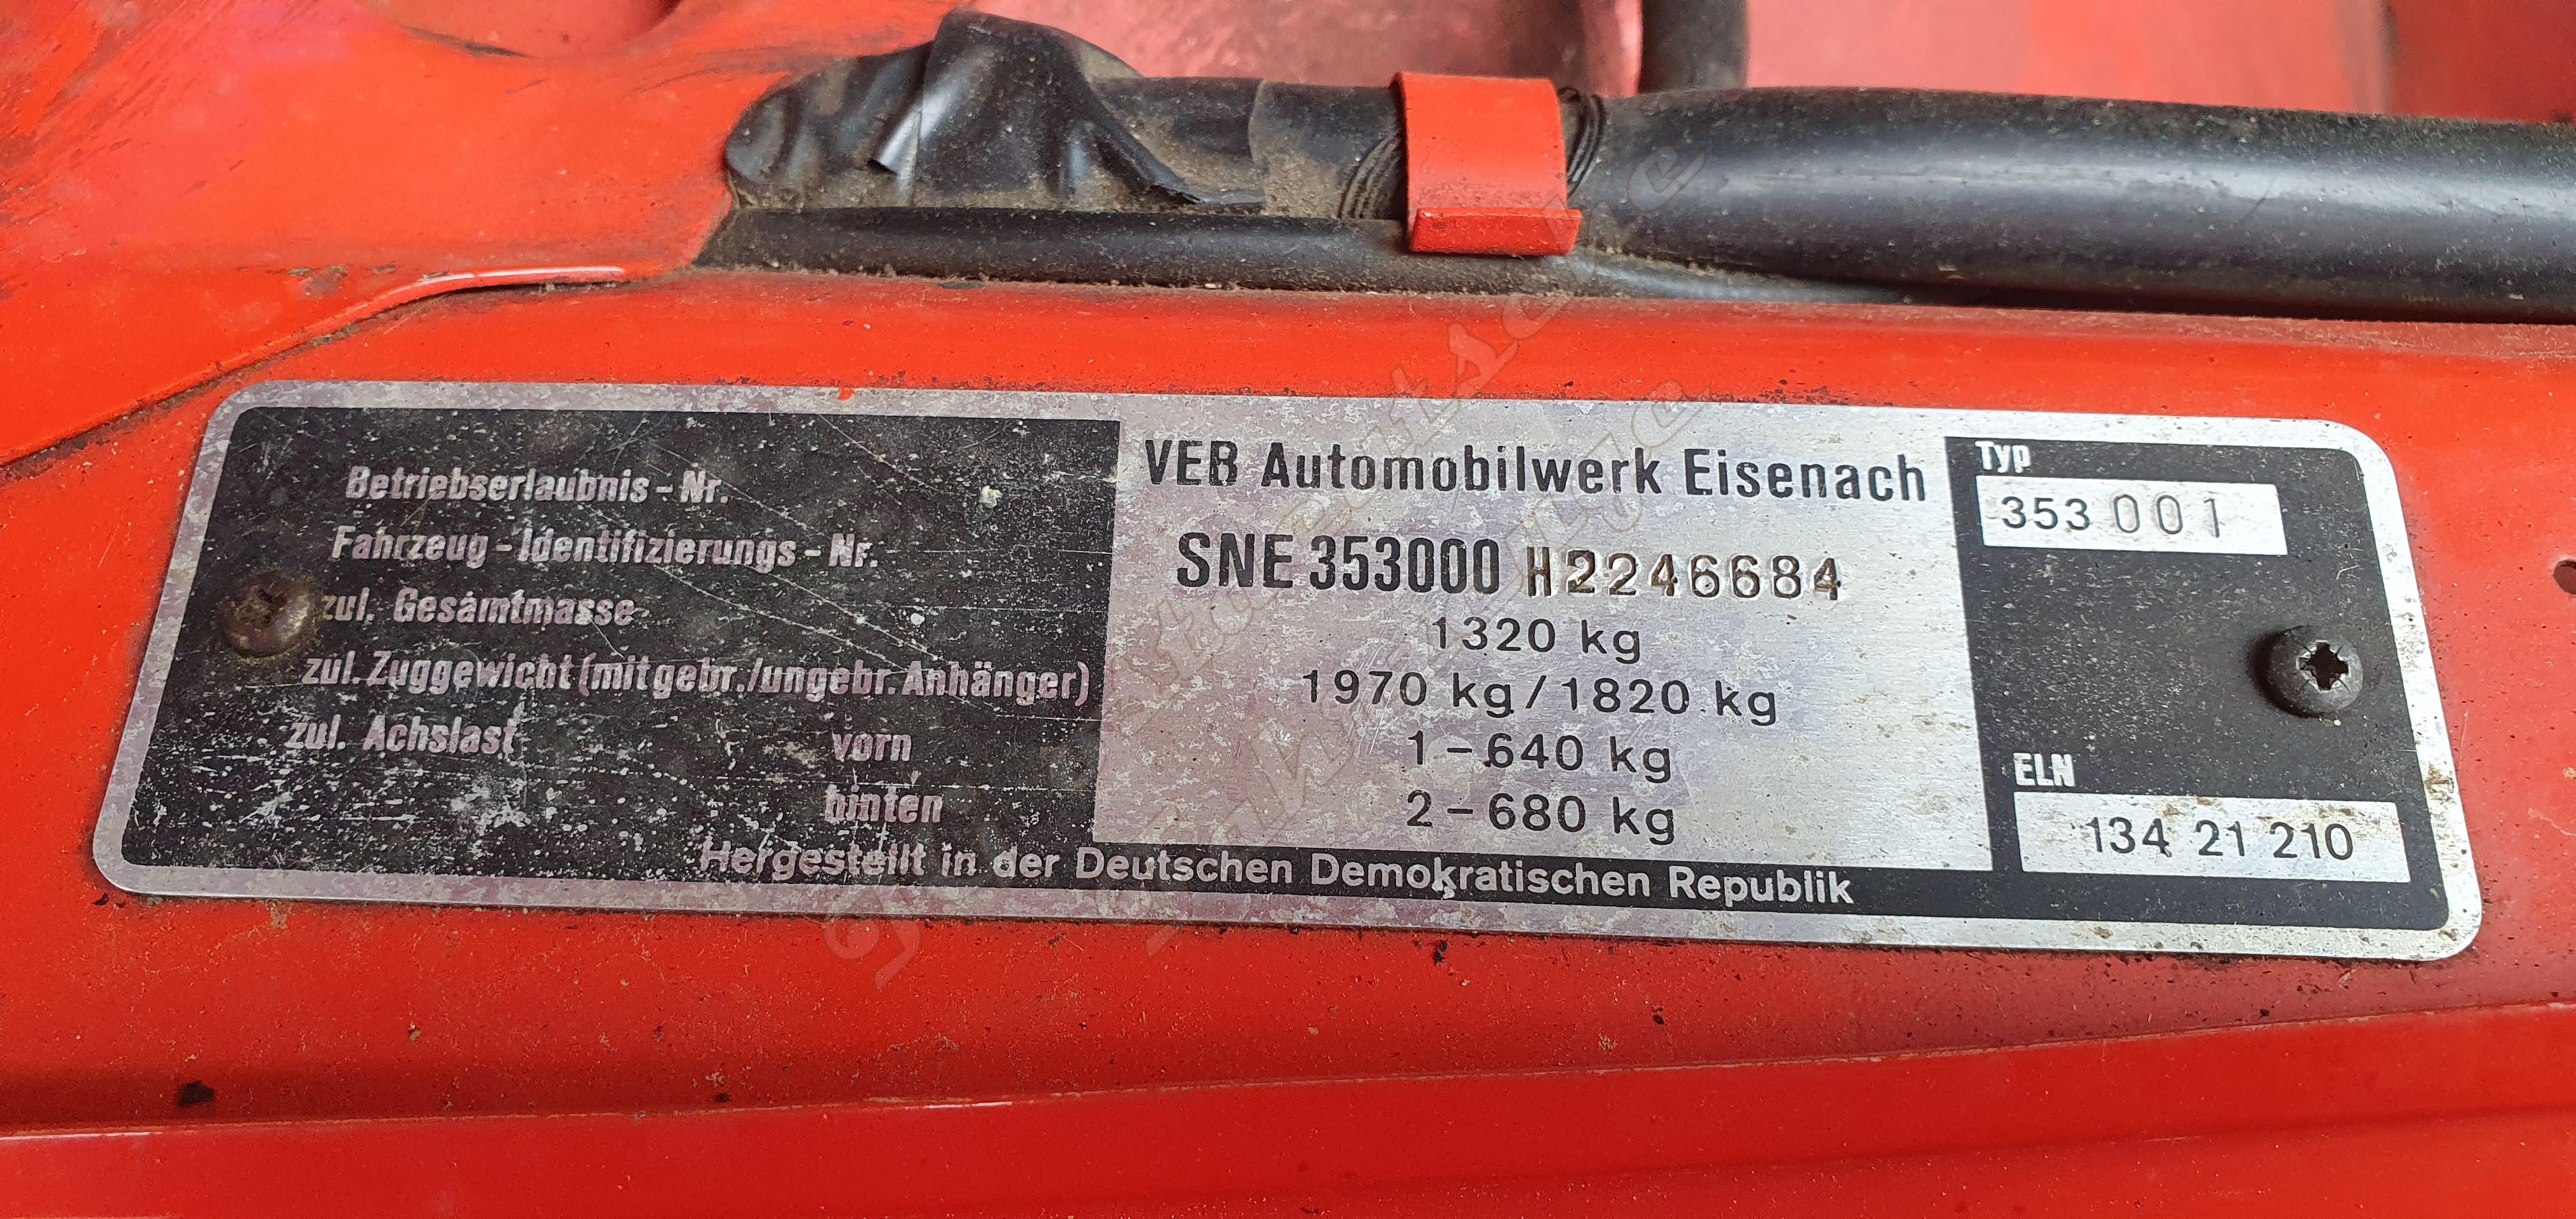 Betriebserlaubnis-Nr. VEB Automobilwerk Eisenach
Fahrzeug-Identifizierungs-Nr. SNE 353000 H2246684
zul. Gesamtmasse 1320 kg
zul. Zuggewicht (mit gebr./ungebr. Anhänger) 1970 kg/1820 kg
zul. Achslast vorn 1-640 kg
hinten 2-680 kg
Hergestellt in der Deutschen Demokratischen Republik
Typ
353 001
ELN
134 21 210